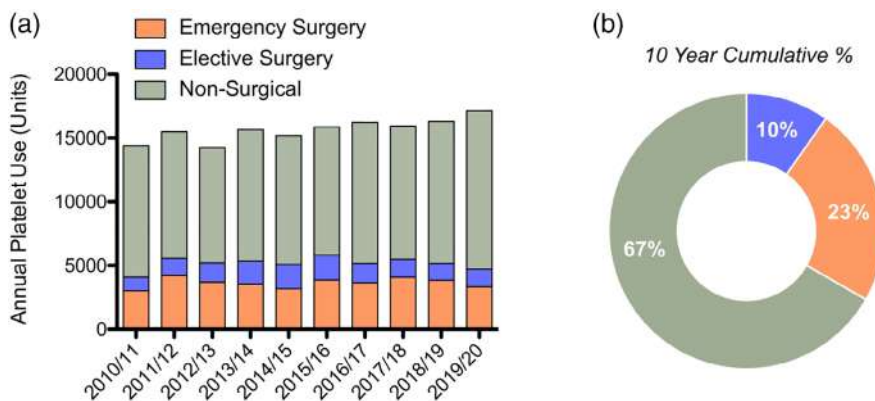 (a)
Emergency Surgery
Elective Surgery
Non-Surgical
Annual Platelet Use (Units)
20000
15000
10000
5000
0
2010/11
2011/12
2012/13
2013/14
2014/15
2015/16
2016/17
2017/18
2018/19
2019/20
(b)
10 Year Cumulative %
10%
23%
67%